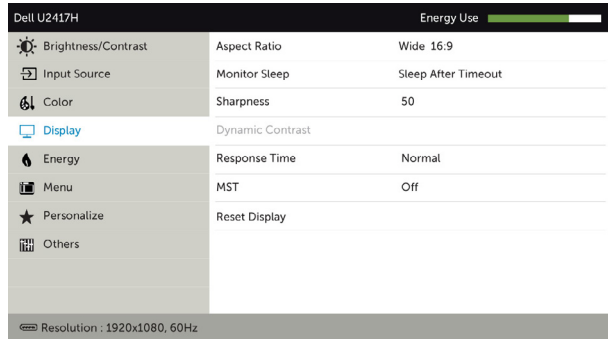 Dell U2417H Energy Use
Brightness/Contrast
Input Source
Color
Display
Energy
Menu
Personalize
Others
Aspect Ratio Wide 16:9
Monitor Sleep Sleep After Timeout
Sharpness 50
Dynamic Contrast
Response Time Normal
MST Off
Reset Display
Resolution : 1920x1080, 60Hz